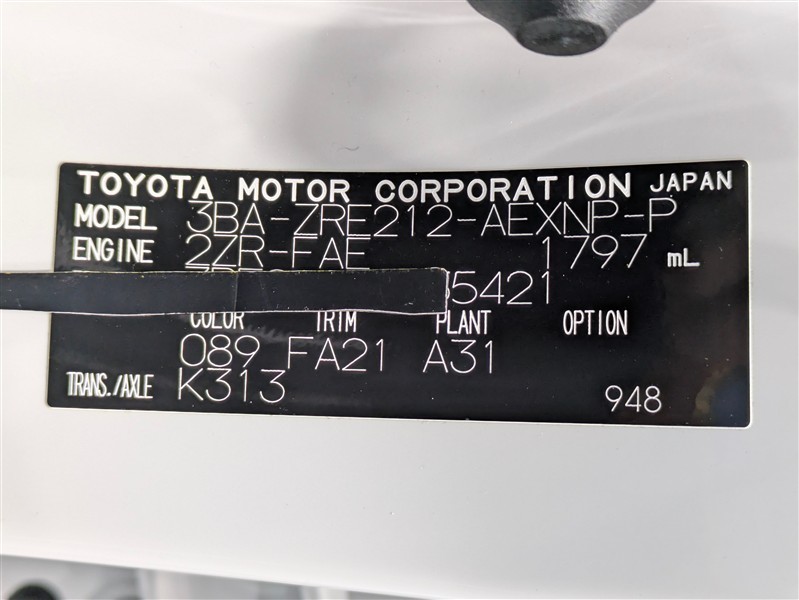 TOYOTA MOTOR CORPORATION JAPAN
MODEL 3BA-ZRE212-AEXNP-P
ENGINE 2ZR-FAE 1797 mL
5421
COLOR TRIM PLANT OPTION
089 FA21 A31
TRANS./AXLE K313 948